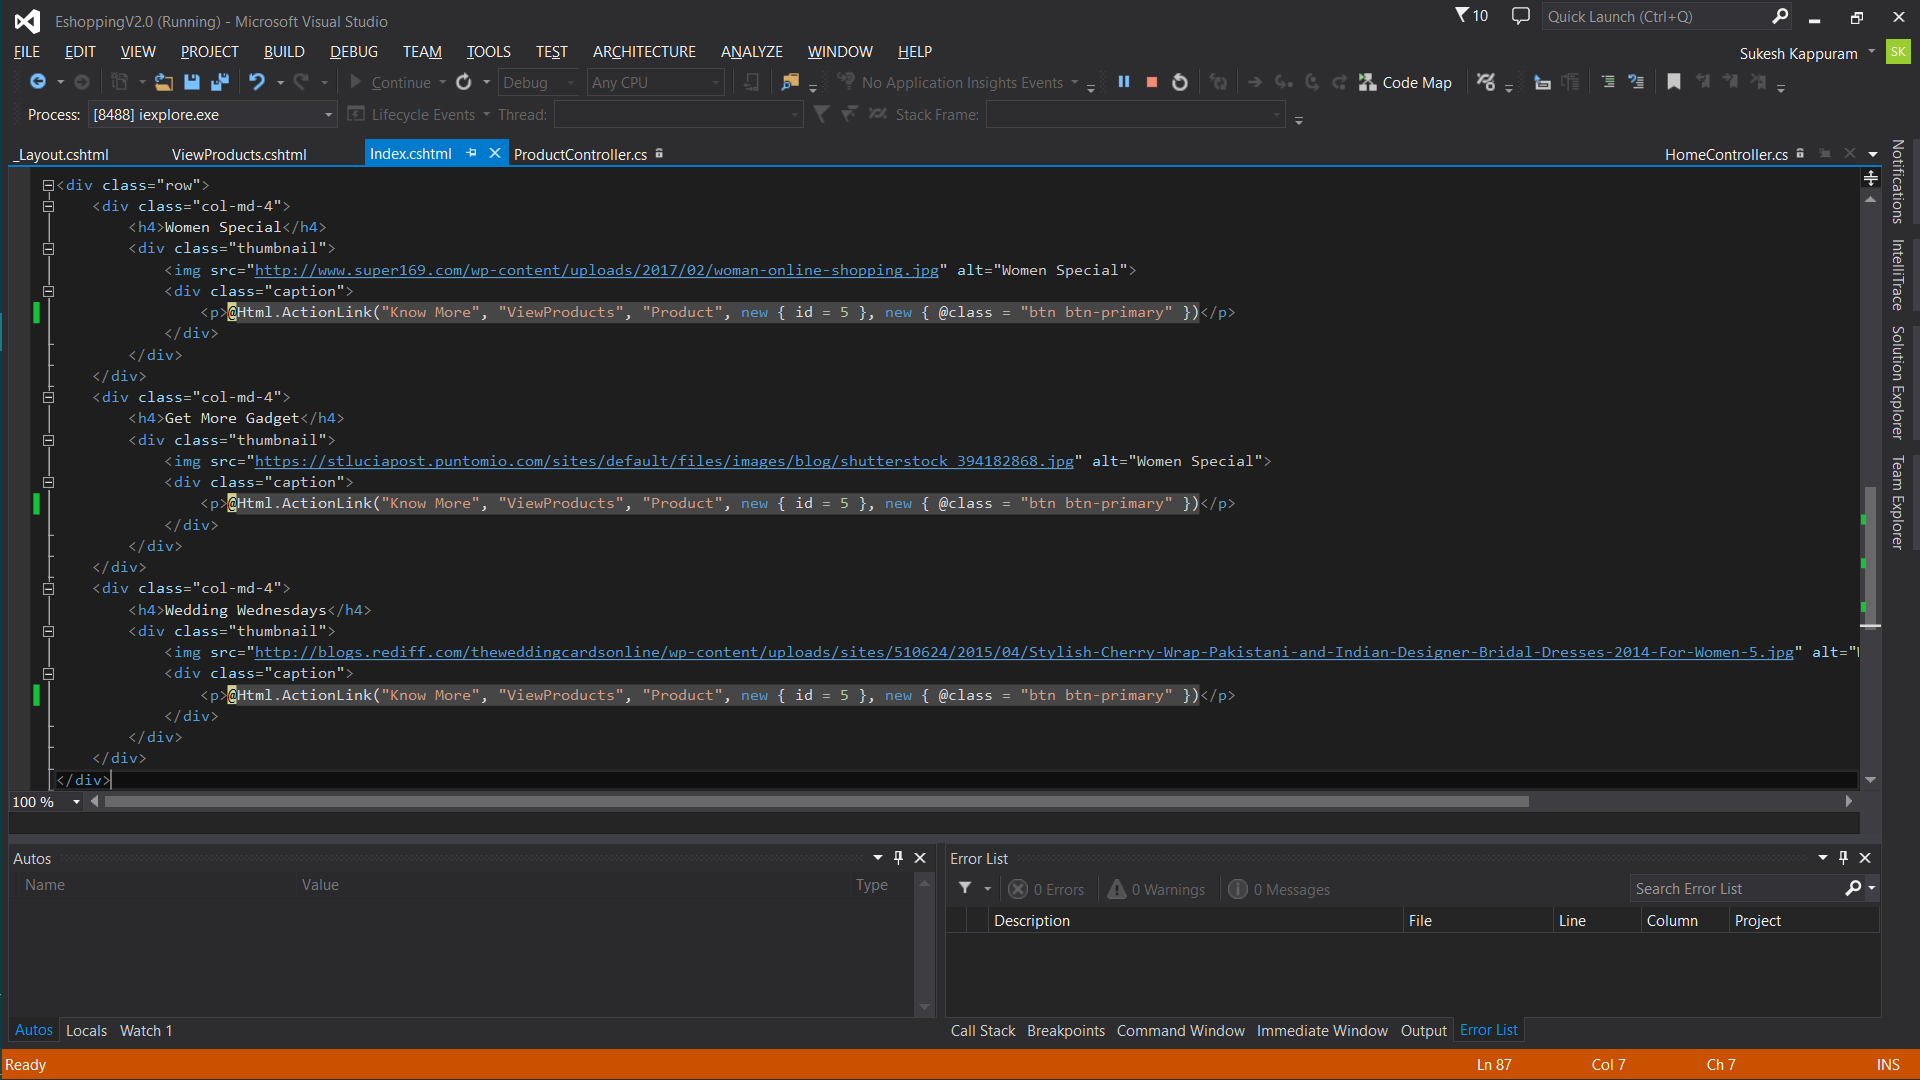 EshoppingV2.0 (Running) - Microsoft Visual Studio
10
Quick Launch (Ctrl+Q)
FILE EDIT VIEW PROJECT BUILD DEBUG TEAM TOOLS TEST ARCHITECTURE ANALYZE WINDOW HELP
Sukesh Kappuram SK
Continue Debug Any CPU No Application Insights Events Code Map
Process: [8488] iexplore.exe Lifecycle Events Thread: Stack Frame:
_Layout.cshtml ViewProducts.cshtml Index.cshtml ProductController.cs HomeController.cs
<div class="row">
<div class="col-md-4">
<h4>Women Special</h4>
<div class="thumbnail">
<img src="http://www.super169.com/wp-content/uploads/2017/02/woman-online-shopping.jpg" alt="Women Special">
<div class="caption">
<p>@Html.ActionLink("Know More", "ViewProducts", "Product", new { id = 5 }, new { @class = "btn btn-primary" })</p>
</div>
</div>
</div>
<div class="col-md-4">
<h4>Get More Gadget</h4>
<div class="thumbnail">
<img src="https://stluciapost.puntomio.com/sites/default/files/images/blog/shutterstock_394182868.jpg" alt="Women Special">
<div class="caption">
<p>@Html.ActionLink("Know More", "ViewProducts", "Product", new { id = 5 }, new { @class = "btn btn-primary" })</p>
</div>
</div>
</div>
<div class="col-md-4">
<h4>Wedding Wednesdays</h4>
<div class="thumbnail">
<img src="http://blogs.rediff.com/theweddingcardsonline/wp-content/uploads/sites/510624/2015/04/Stylish-Cherry-Wrap-Pakistani-and-Indian-Designer-Bridal-Dresses-2014-For-Women-5.jpg" alt="
<div class="caption">
<p>@Html.ActionLink("Know More", "ViewProducts", "Product", new { id = 5 }, new { @class = "btn btn-primary" })</p>
</div>
</div>
</div>
</div>
Notifications
IntelliTrace
Solution Explorer
Team Explorer
100 %
Autos
Name Value Type
Autos Locals Watch 1
Error List
0 Errors 0 Warnings 0 Messages Search Error List
Description File Line Column Project
Call Stack Breakpoints Command Window Immediate Window Output Error List
Ready Ln 87 Col 7 Ch 7 INS